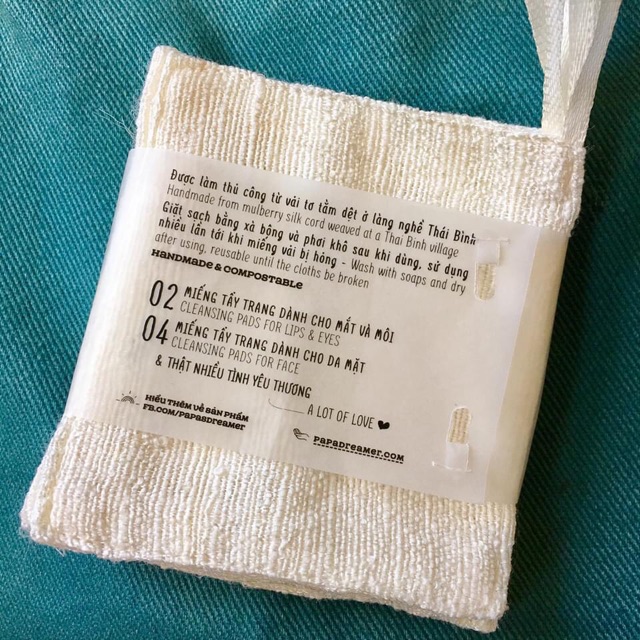 Được làm thủ công từ vải tơ tằm dệt ở làng nghề Thái Bình
Handmade from mulberry silk cord weaved at a Thai Binh village
Giặt sạch bằng xà bông và phơi khô sau khi dùng, sử dụng
nhiều lần tới khi miếng vải bị hỏng - Wash with soaps and dry
after using, reusable until the cloths be broken
HANDMADE & COMPOSTABLE
02 MIẾNG TẨY TRANG DÀNH CHO MẮT VÀ MÔI
CLEANSING PADS FOR LIPS & EYES
04 MIẾNG TẨY TRANG DÀNH CHO DA MẶT
CLEANSING PADS FOR FACE
& THẬT NHIỀU TÌNH YÊU THƯƠNG
A LOT OF LOVE
HIỂU THÊM VỀ SẢN PHẨM
FB.COM/PAPASDREAMER
PAPADREAMER.COM